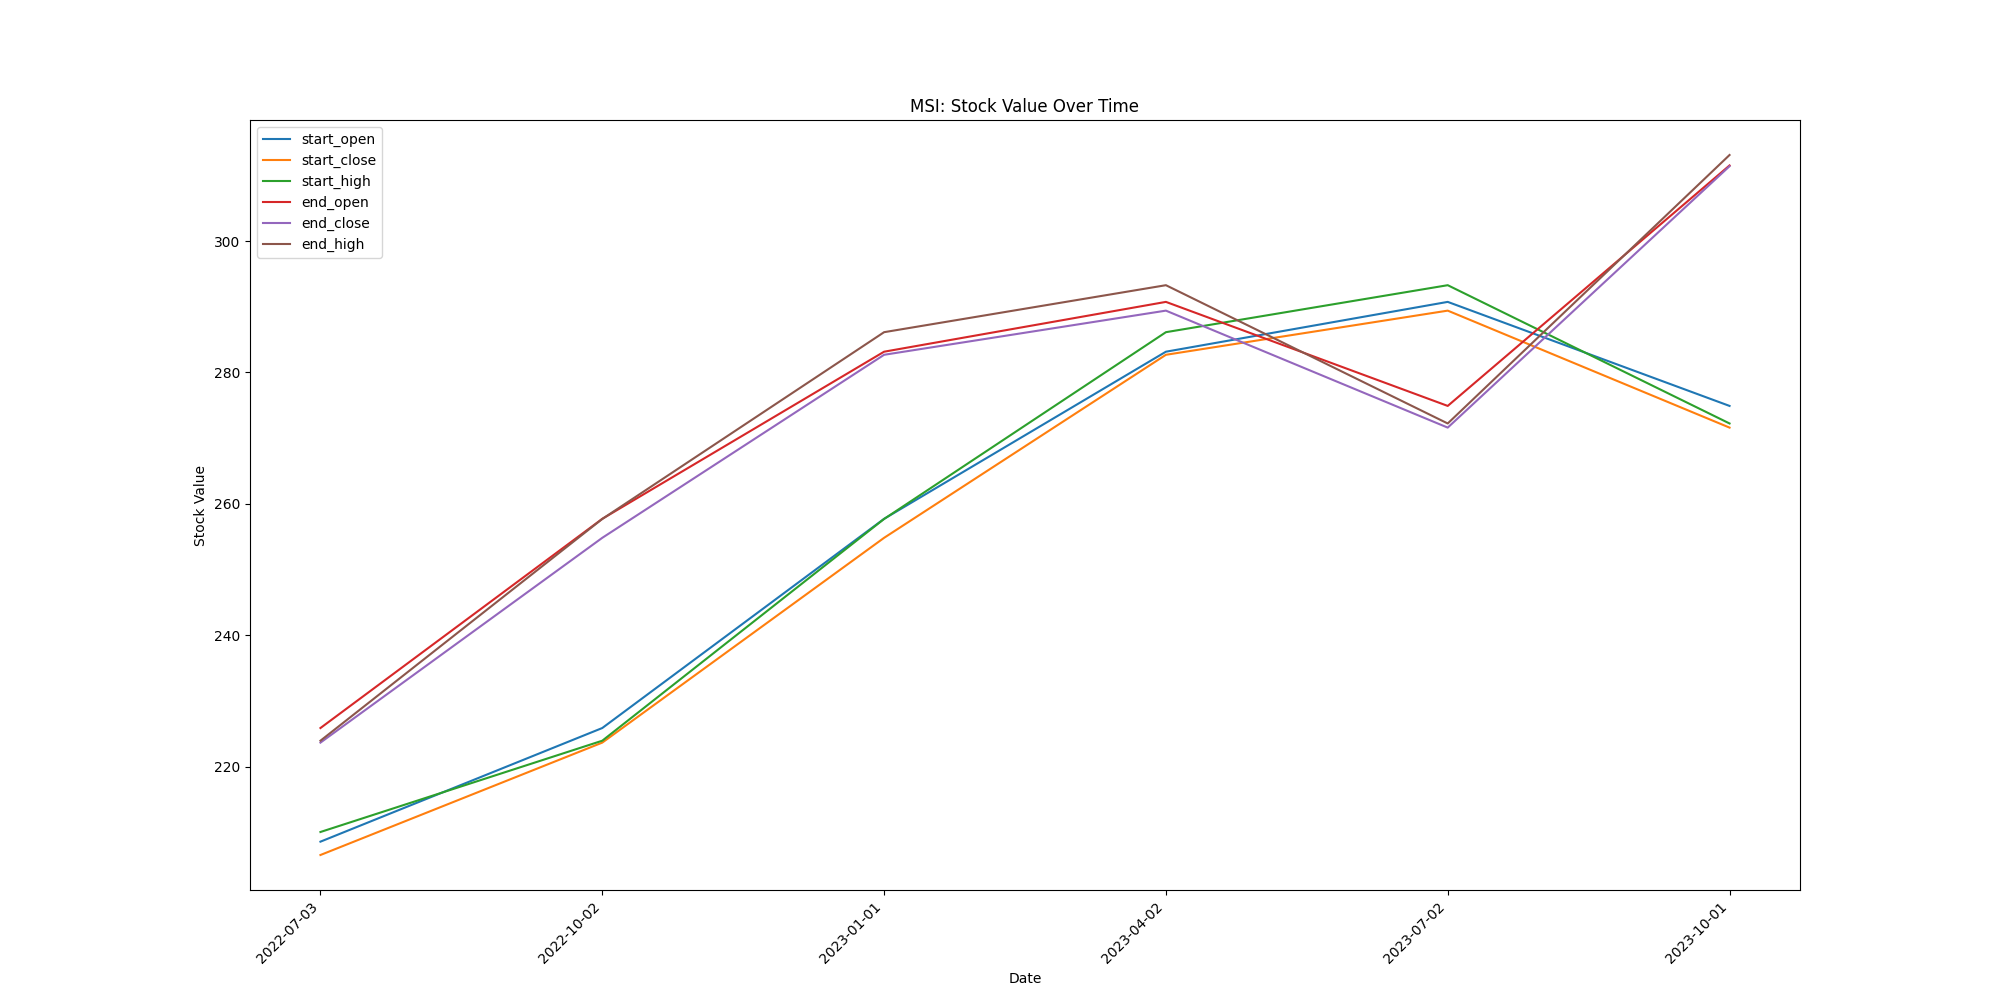 MSI: Stock Value Over Time
start_open
start_close
start_high
end_open
end_close
end_high
300
280
260
240
220
Stock Value
2022-07-03
2022-10-02
2023-01-01
2023-04-02
2023-07-02
2023-10-01
Date